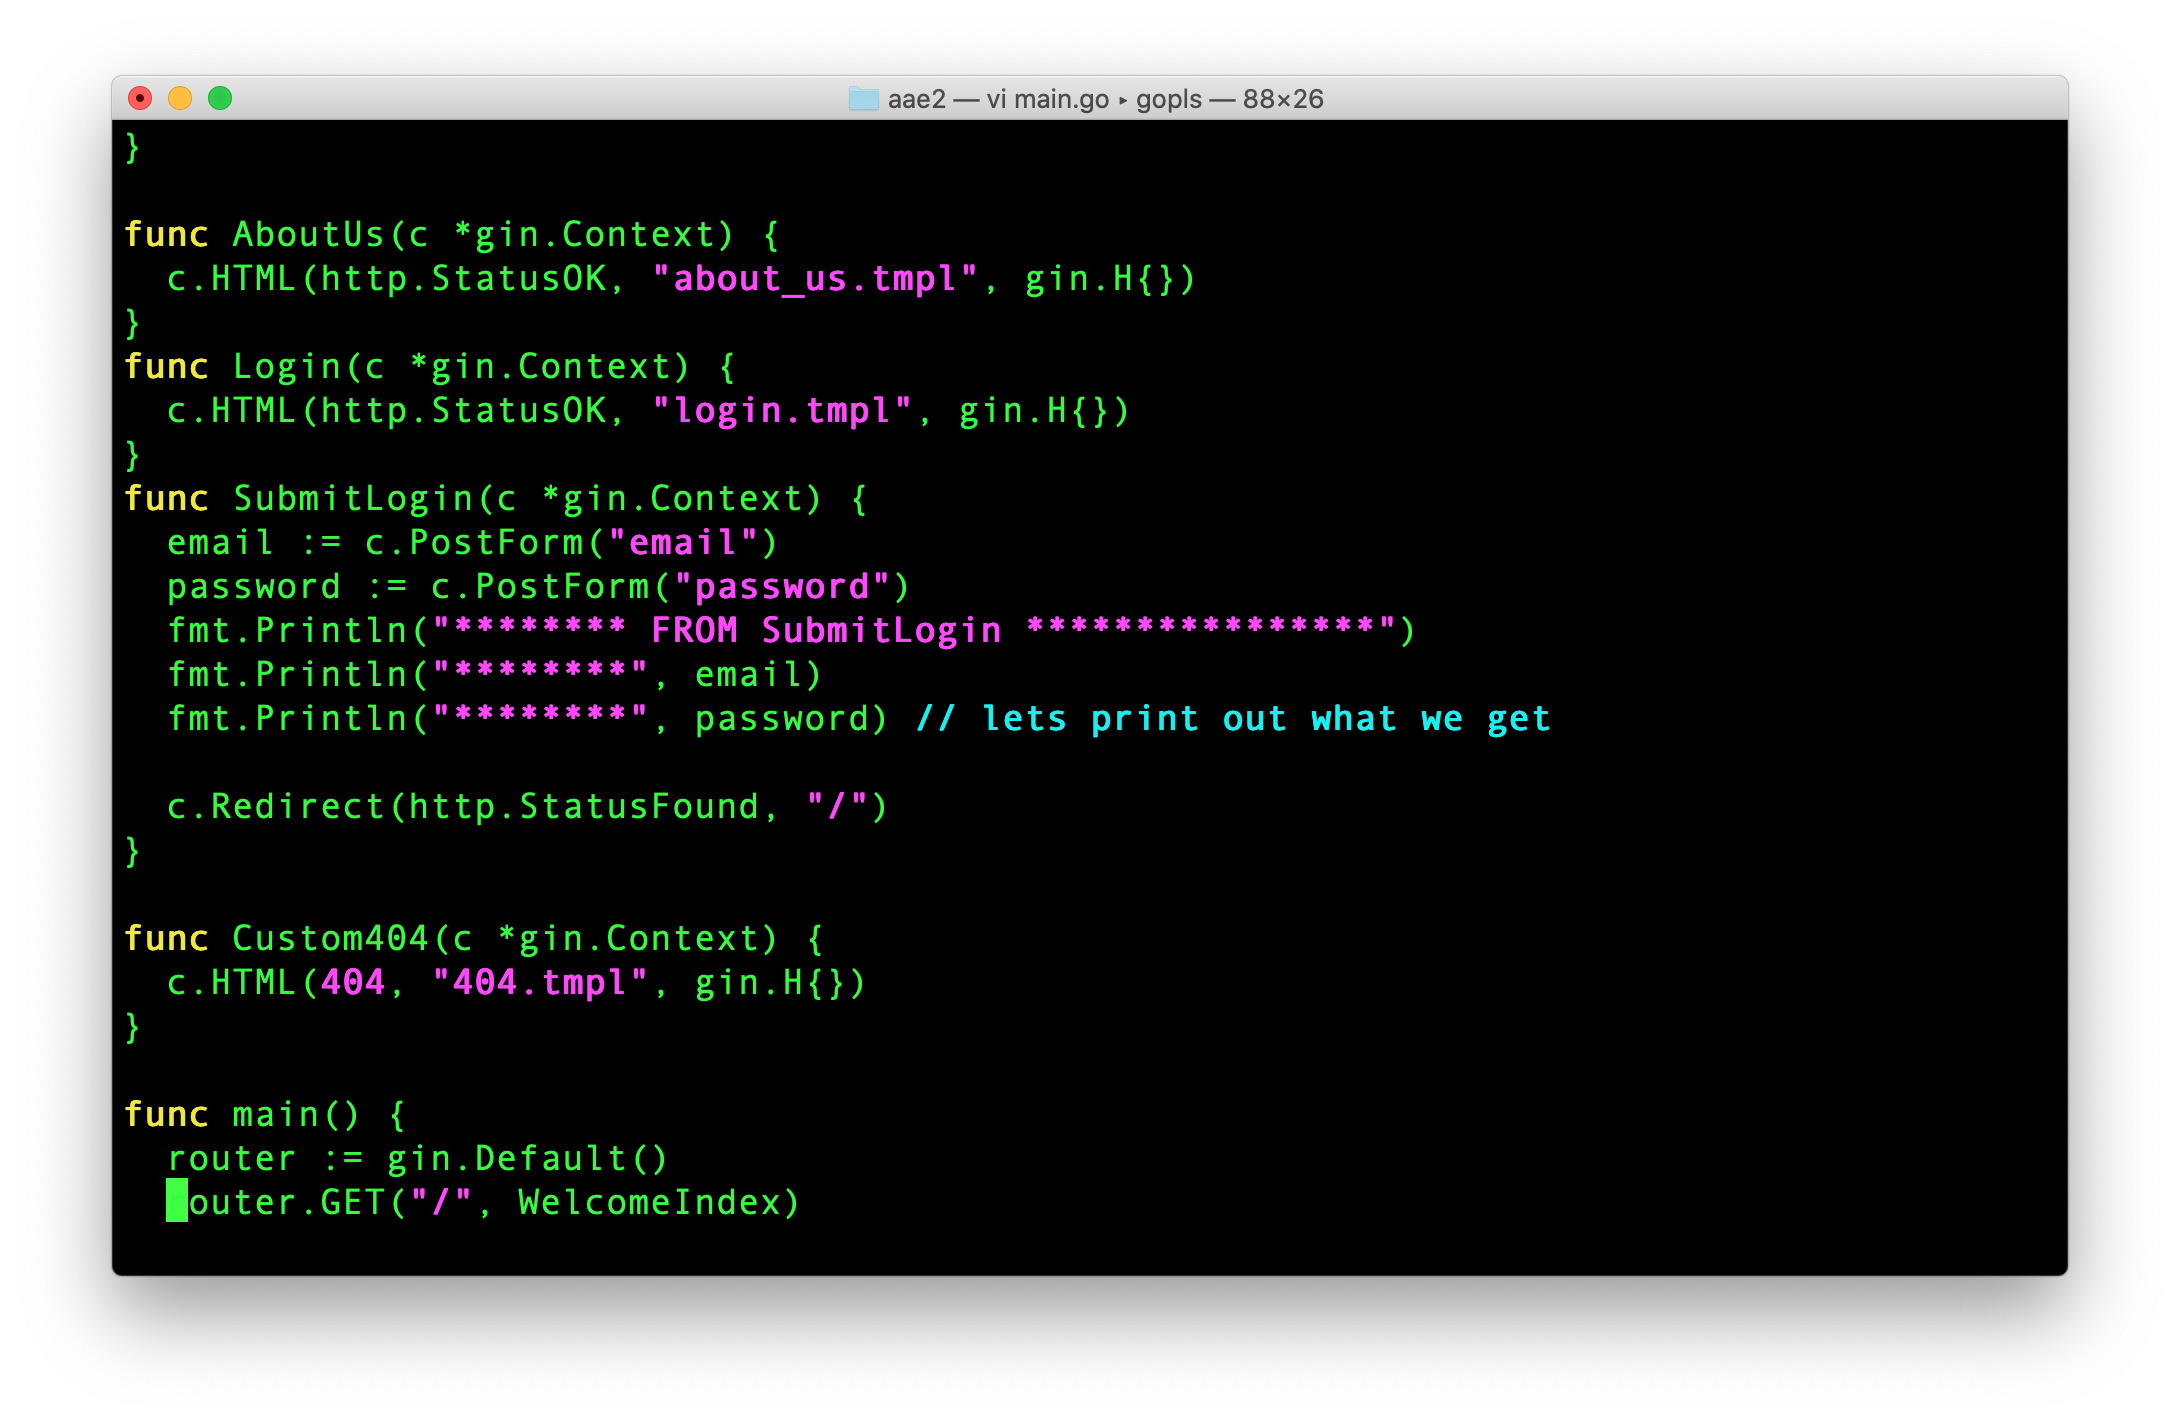 aae2 — vi main.go ▸ gopls — 88×26
}

func AboutUs(c *gin.Context) {
  c.HTML(http.StatusOK, "about_us.tmpl", gin.H{})
}
func Login(c *gin.Context) {
  c.HTML(http.StatusOK, "login.tmpl", gin.H{})
}
func SubmitLogin(c *gin.Context) {
  email := c.PostForm("email")
  password := c.PostForm("password")
  fmt.Println("******** FROM SubmitLogin ****************")
  fmt.Println("********", email)
  fmt.Println("********", password) // lets print out what we get

  c.Redirect(http.StatusFound, "/")
}

func Custom404(c *gin.Context) {
  c.HTML(404, "404.tmpl", gin.H{})
}

func main() {
  router := gin.Default()
  router.GET("/", WelcomeIndex)